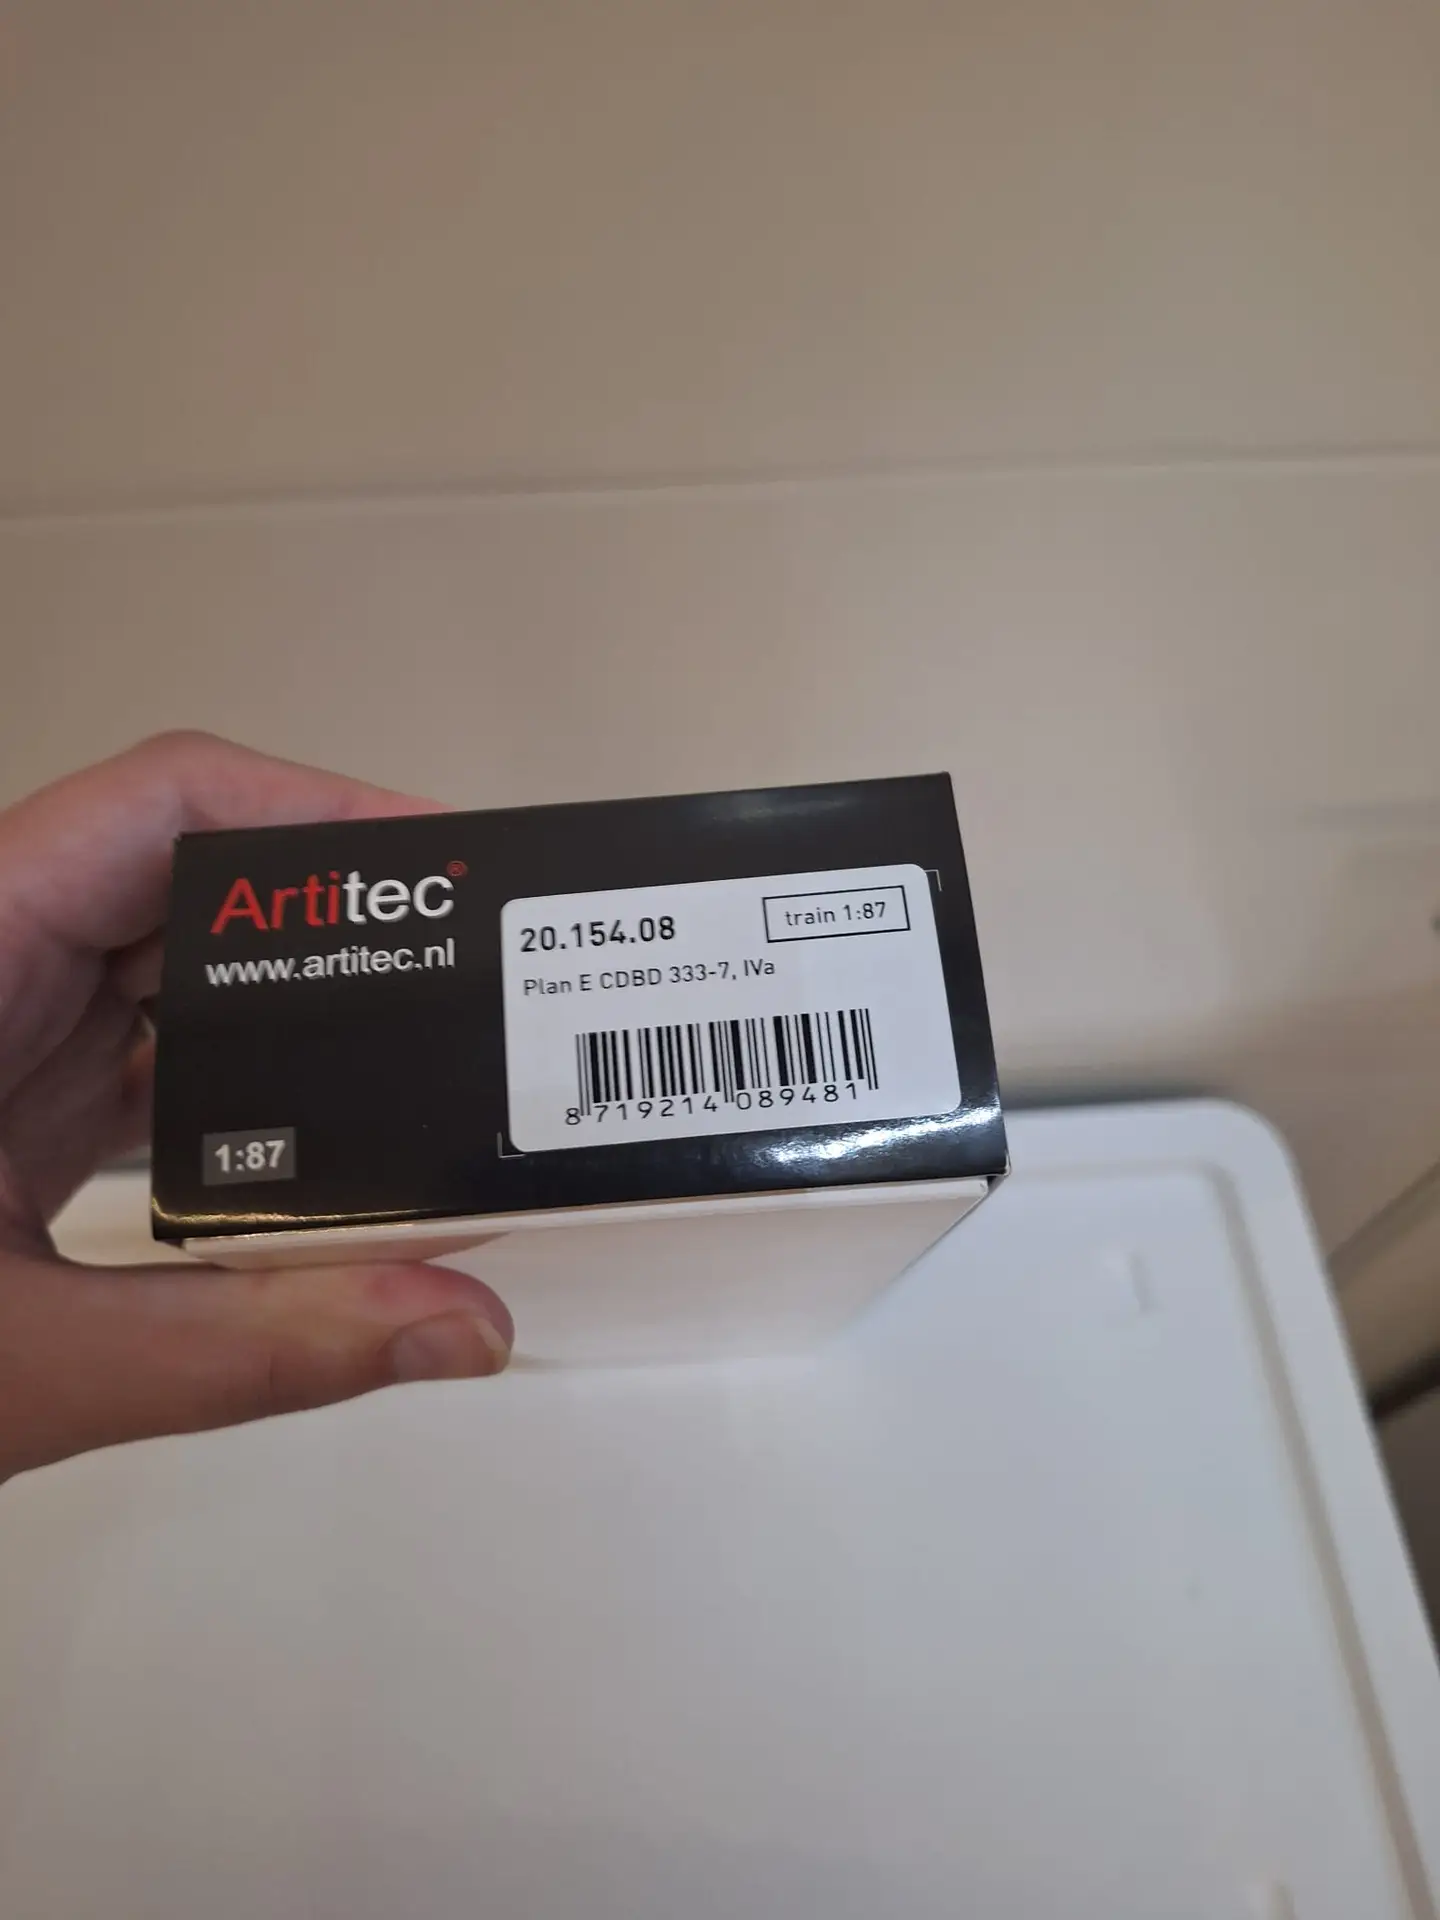 Artitec®
www.artitec.nl
1:87
20.154.08
train 1:87
Plan E CDBD 333-7, IVa
8 719214 089481